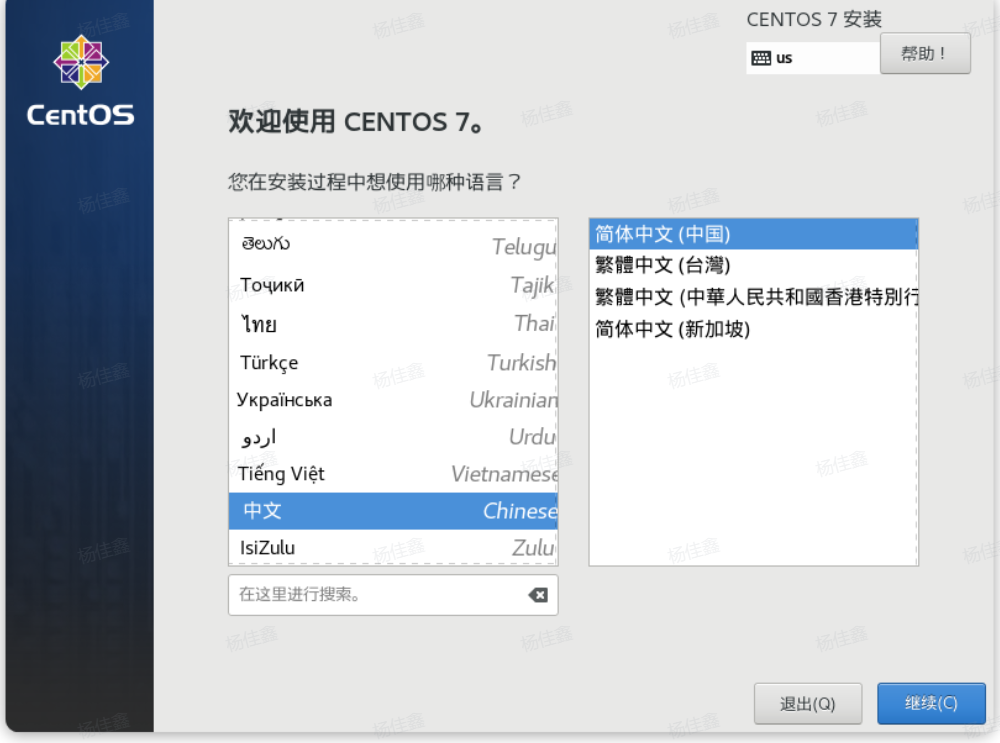 CentOS
CENTOS 7 安装
us
帮助！
欢迎使用 CENTOS 7。
您在安装过程中想使用哪种语言？
తెలుగు Telugu
Тоҷикӣ Tajik
ไทย Thai
Türkçe Turkish
Українська Ukrainian
اردو Urdu
Tiếng Việt Vietnamese
中文 Chinese
IsiZulu Zulu
在这里进行搜索。
简体中文 (中国)
繁體中文 (台灣)
繁體中文 (中華人民共和國香港特別行
简体中文 (新加坡)
退出(Q)
继续(C)
杨佳鑫